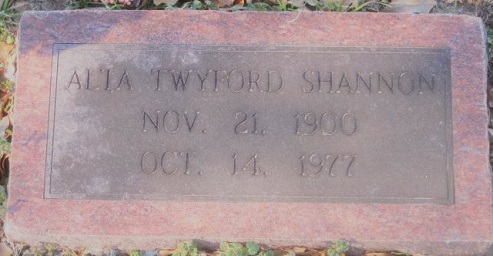 ALTA TWYFORD SHANNON
NOV. 21, 1900
OCT. 14, 1977